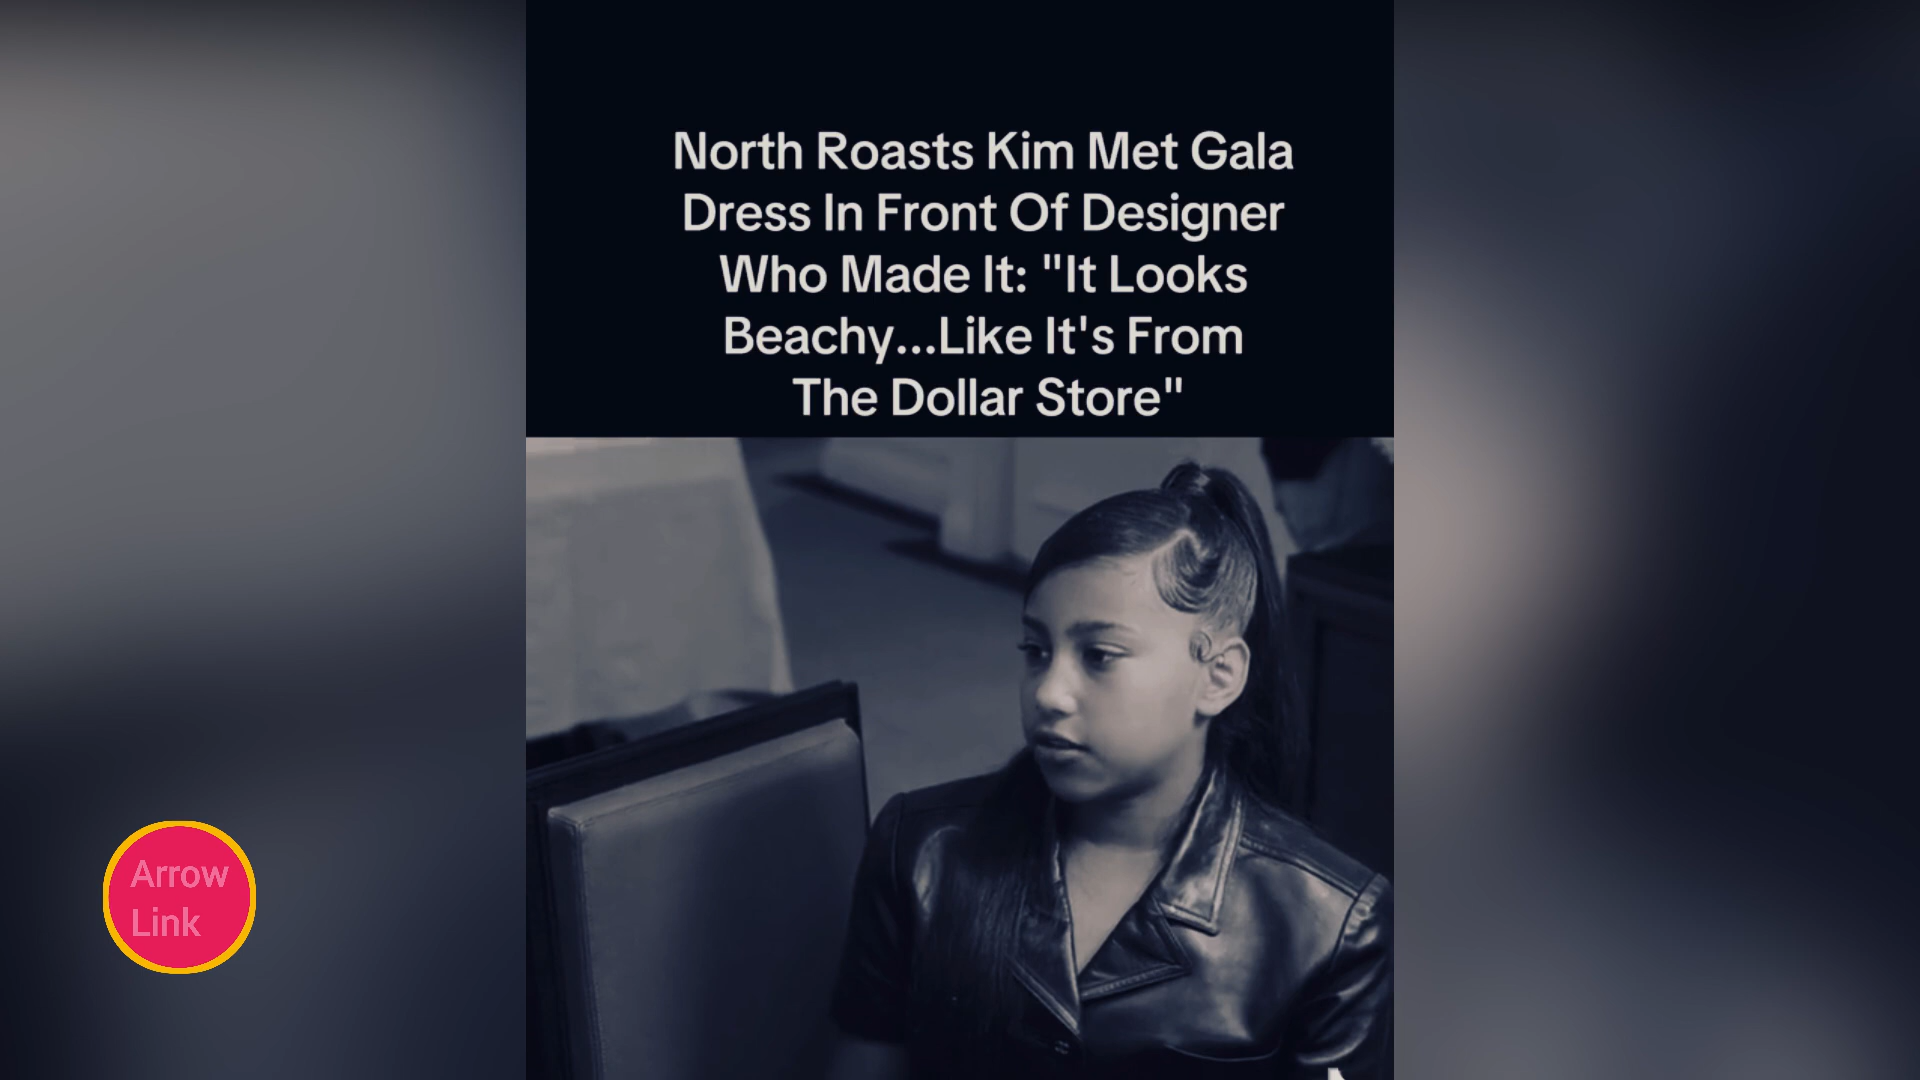 North Roasts Kim Met Gala
Dress In Front Of Designer
Who Made It: "It Looks
Beachy...Like It's From
The Dollar Store"
Arrow
Link